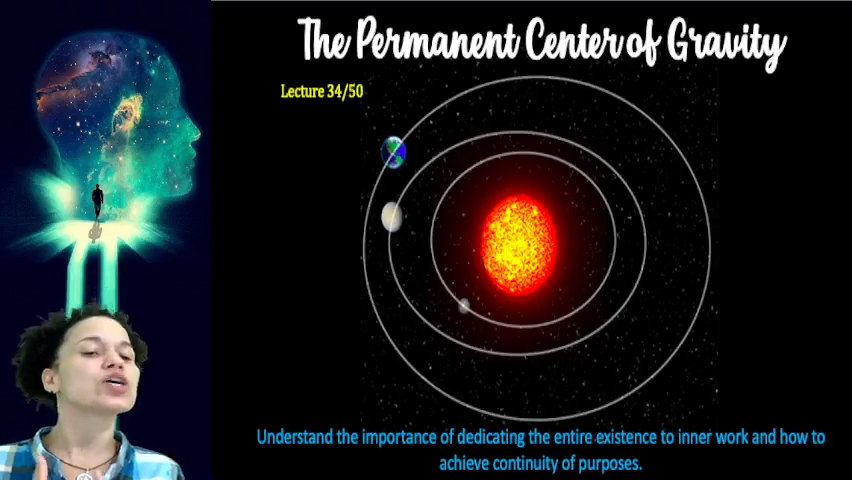 The Permanent Center of Gravity
Lecture 34/50
Understand the importance of dedicating the entire existence to inner work and how to
achieve continuity of purposes.